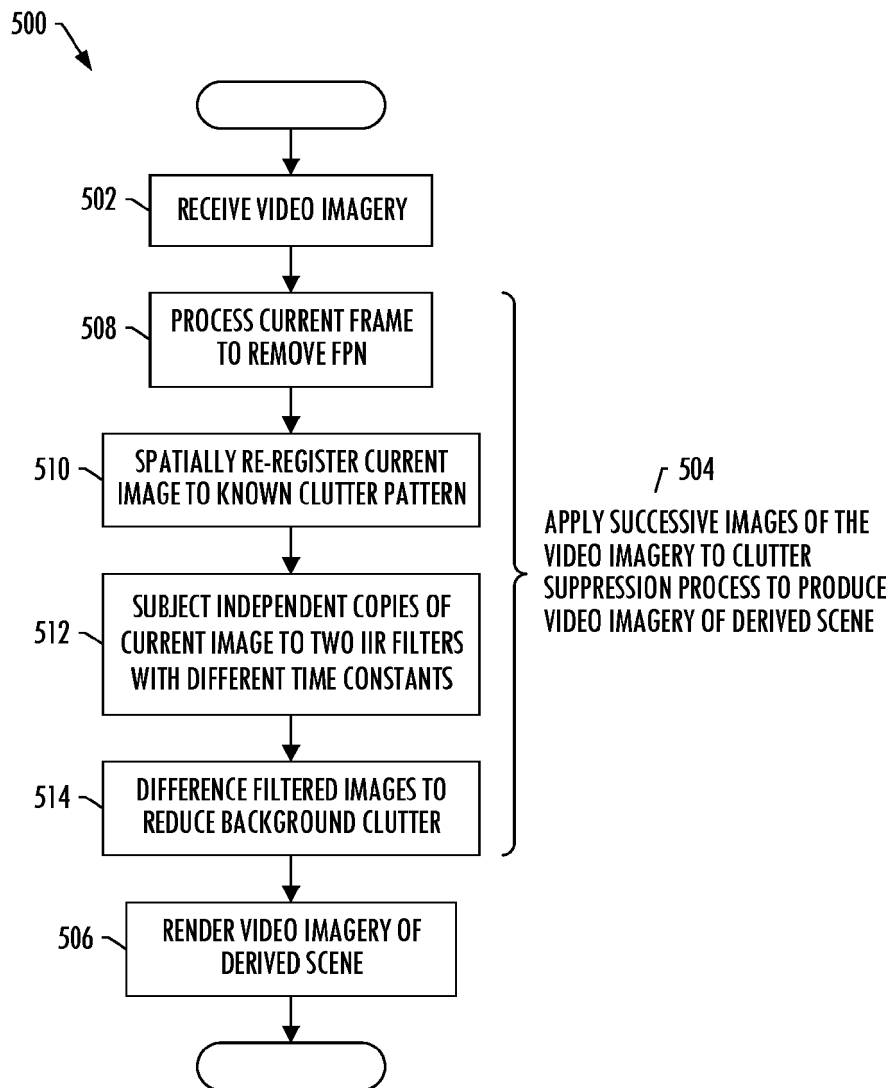 500
502
RECEIVE VIDEO IMAGERY
508
PROCESS CURRENT FRAME
TO REMOVE FPN
510
SPATIALLY RE-REGISTER CURRENT
IMAGE TO KNOWN CLUTTER PATTERN
504
APPLY SUCCESSIVE IMAGES OF THE
VIDEO IMAGERY TO CLUTTER
SUPPRESSION PROCESS TO PRODUCE
VIDEO IMAGERY OF DERIVED SCENE
512
SUBJECT INDEPENDENT COPIES OF
CURRENT IMAGE TO TWO IIR FILTERS
WITH DIFFERENT TIME CONSTANTS
514
DIFFERENCE FILTERED IMAGES TO
REDUCE BACKGROUND CLUTTER
506
RENDER VIDEO IMAGERY OF
DERIVED SCENE